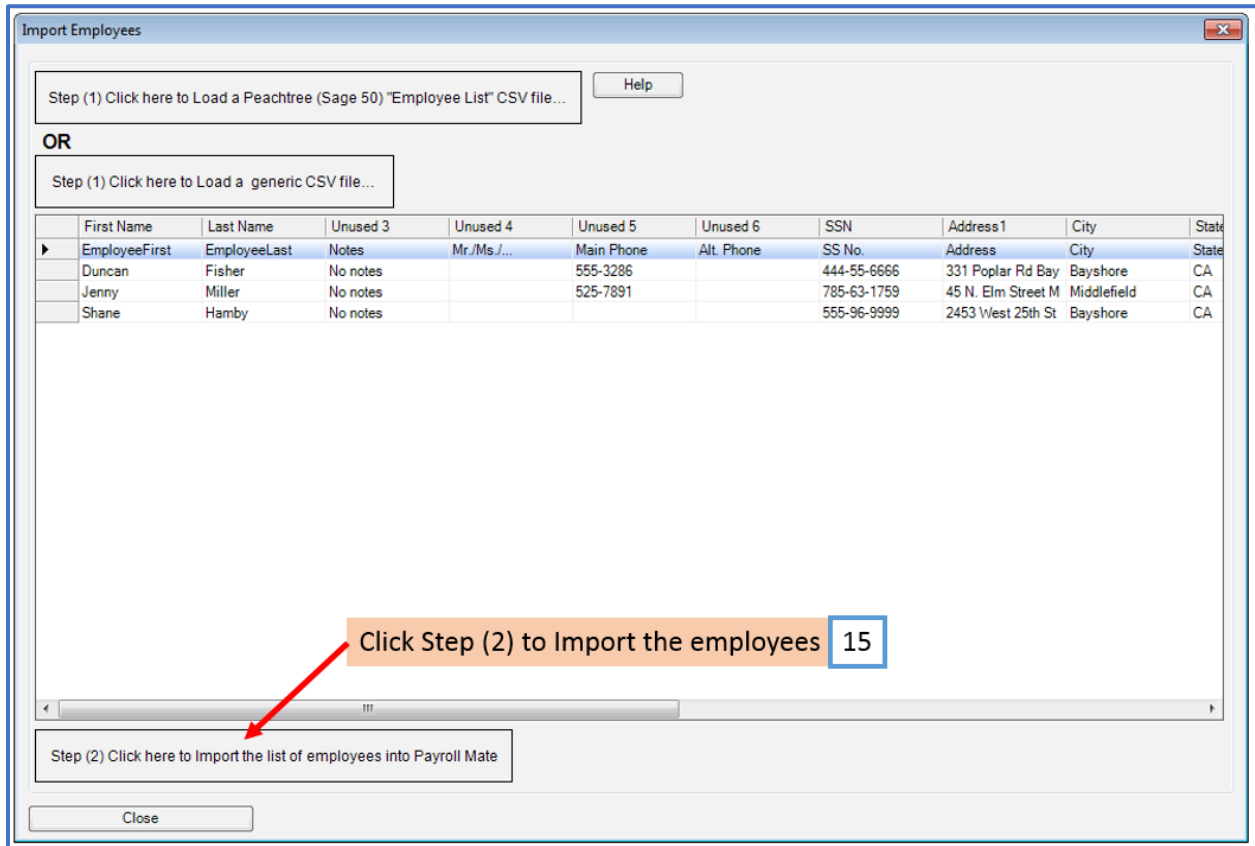 Import Employees
Step (1) Click here to Load a Peachtree (Sage 50) "Employee List" CSV file...
Help
OR
Step (1) Click here to Load a generic CSV file...
First Name Last Name Unused 3 Unused 4 Unused 5 Unused 6 SSN Address1 City State
EmployeeFirst EmployeeLast Notes Mr./Ms./... Main Phone Alt. Phone SS No. Address City State
Duncan Fisher No notes 555-3286 444-55-6666 331 Poplar Rd Bay Bayshore CA
Jenny Miller No notes 525-7891 785-63-1759 45 N. Elm Street M Middlefield CA
Shane Hamby No notes 555-96-9999 2453 West 25th St Bayshore CA
Click Step (2) to Import the employees 15
Step (2) Click here to Import the list of employees into Payroll Mate
Close